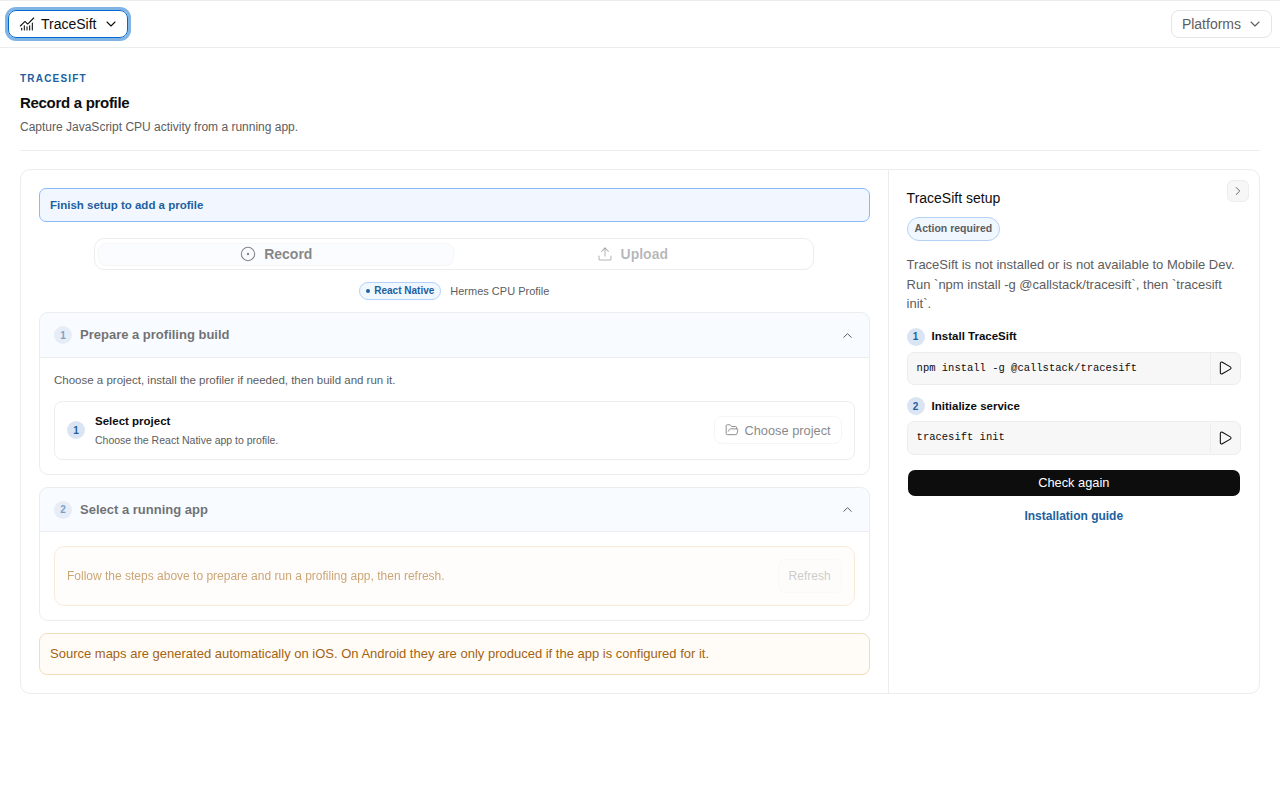 TraceSift
Platforms
TRACESIFT
Record a profile
Capture JavaScript CPU activity from a running app.
Finish setup to add a profile
Record
Upload
React Native
Hermes CPU Profile
1
Prepare a profiling build
Choose a project, install the profiler if needed, then build and run it.
1
Select project
Choose the React Native app to profile.
Choose project
2
Select a running app
Follow the steps above to prepare and run a profiling app, then refresh.
Refresh
Source maps are generated automatically on iOS. On Android they are only produced if the app is configured for it.
TraceSift setup
Action required
TraceSift is not installed or is not available to Mobile Dev.
Run `npm install -g @callstack/tracesift`, then `tracesift
init`.
1
Install TraceSift
npm install -g @callstack/tracesift
2
Initialize service
tracesift init
Check again
Installation guide